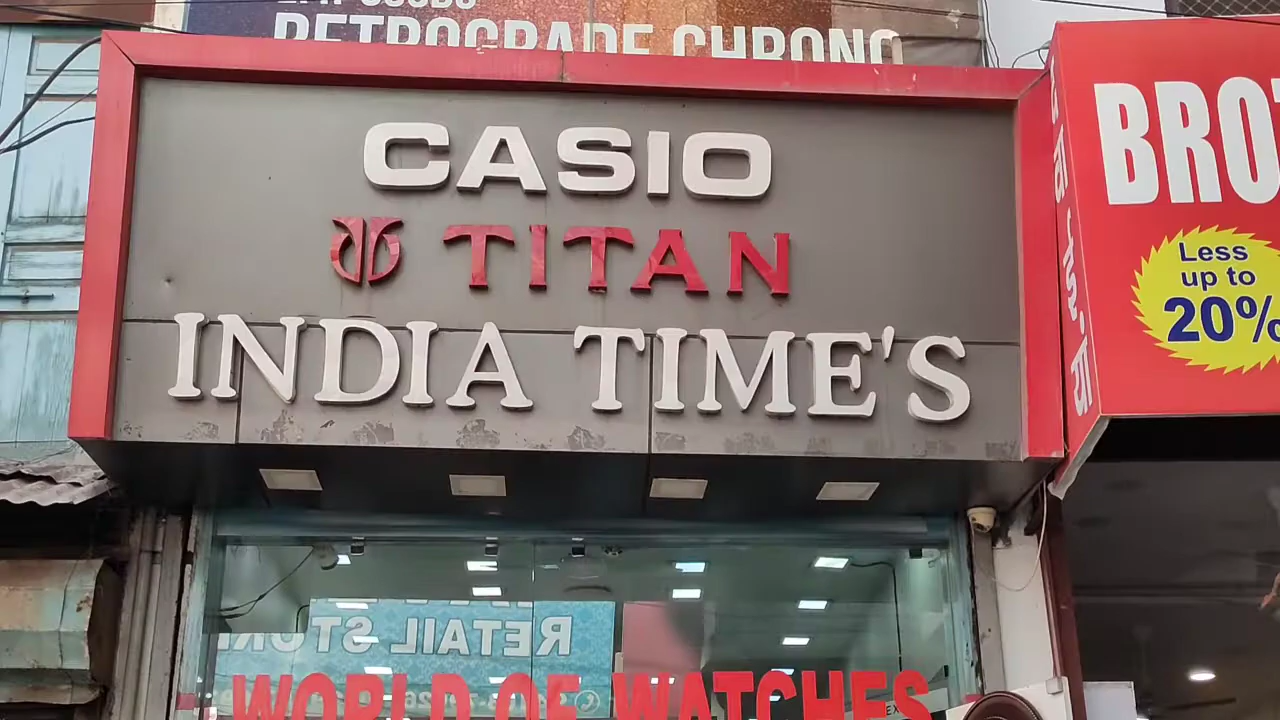 RETROGRADE CHRONO
CASIO
TITAN
INDIA TIME'S
BRO
Less
up to
20%
RETAIL STORE
WORLD OF WATCHES